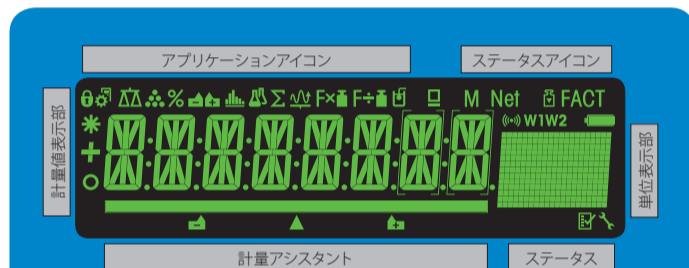 アプリケーションアイコン
ステータスアイコン
% F× F÷ M Net FACT
W1W2
計量値表示部
単位表示部
計量アシスタント
ステータス